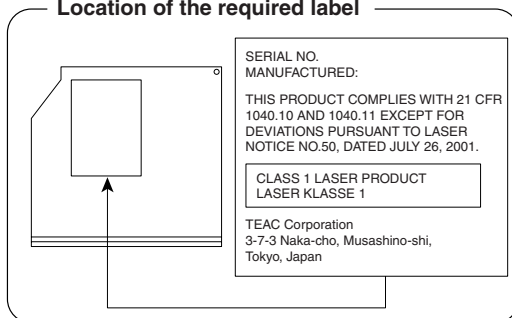 Location of the required label
SERIAL NO.
MANUFACTURED:
THIS PRODUCT COMPLIES WITH 21 CFR
1040.10 AND 1040.11 EXCEPT FOR
DEVIATIONS PURSUANT TO LASER
NOTICE NO.50, DATED JULY 26, 2001.
CLASS 1 LASER PRODUCT
LASER KLASSE 1
TEAC Corporation
3-7-3 Naka-cho, Musashino-shi,
Tokyo, Japan